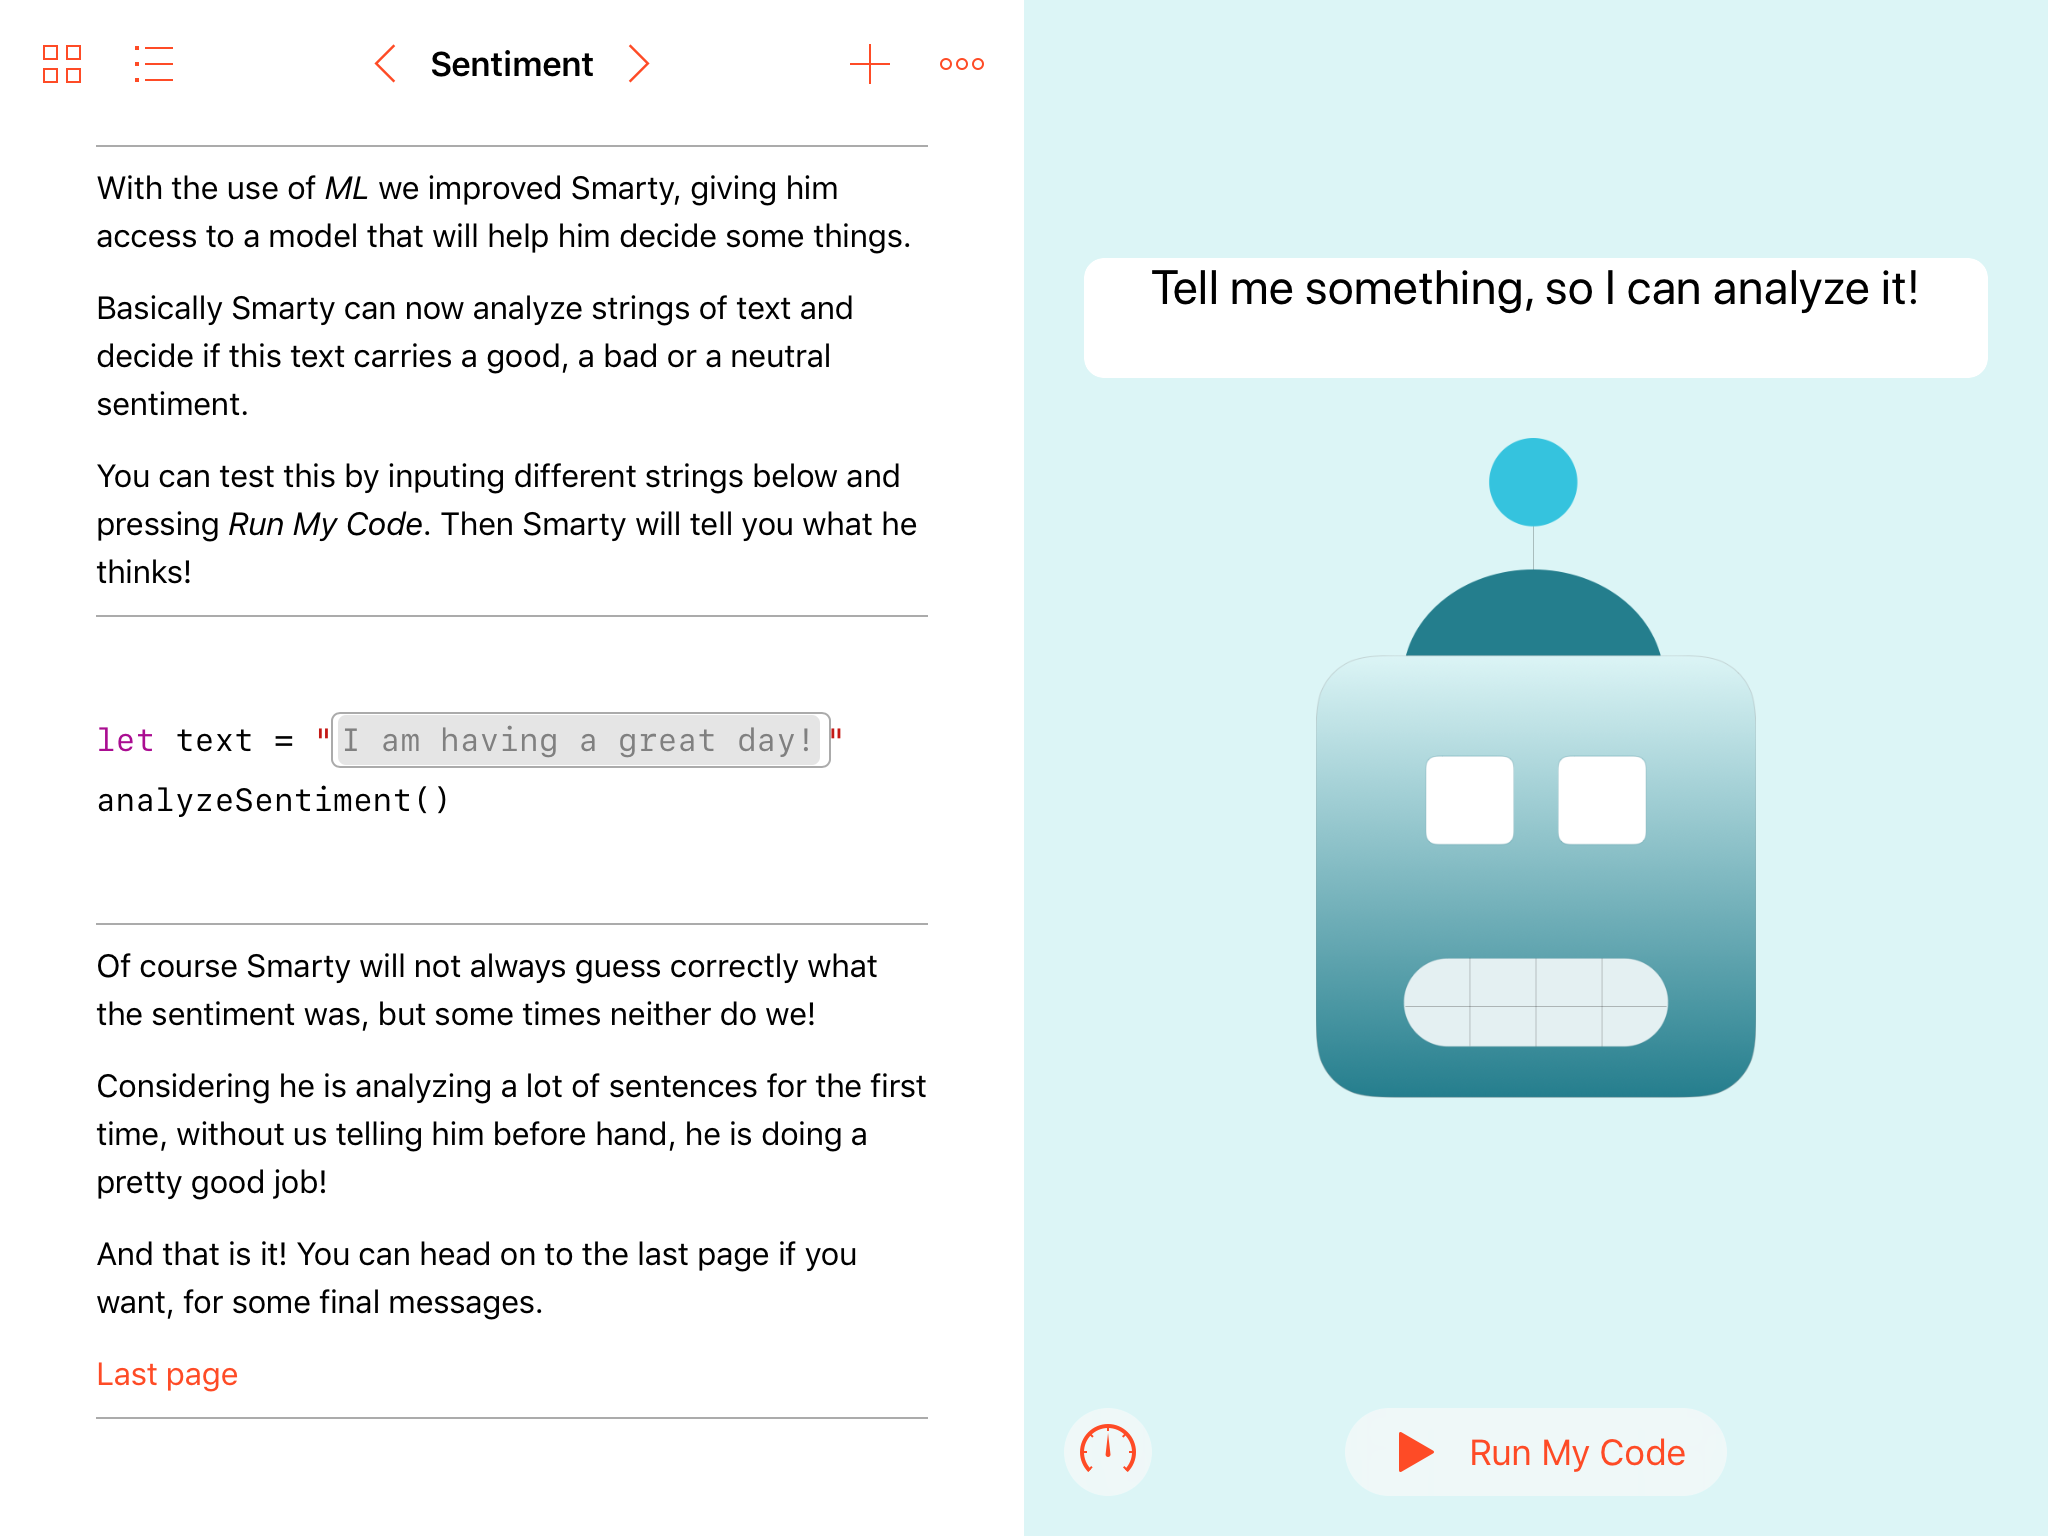 Sentiment
With the use of ML we improved Smarty, giving him
access to a model that will help him decide some things.
Basically Smarty can now analyze strings of text and
decide if this text carries a good, a bad or a neutral
sentiment.
You can test this by inputing different strings below and
pressing Run My Code. Then Smarty will tell you what he
thinks!
let text = "I am having a great day!"
analyzeSentiment()
Of course Smarty will not always guess correctly what
the sentiment was, but some times neither do we!
Considering he is analyzing a lot of sentences for the first
time, without us telling him before hand, he is doing a
pretty good job!
And that is it! You can head on to the last page if you
want, for some final messages.
Last page
Tell me something, so I can analyze it!
Run My Code